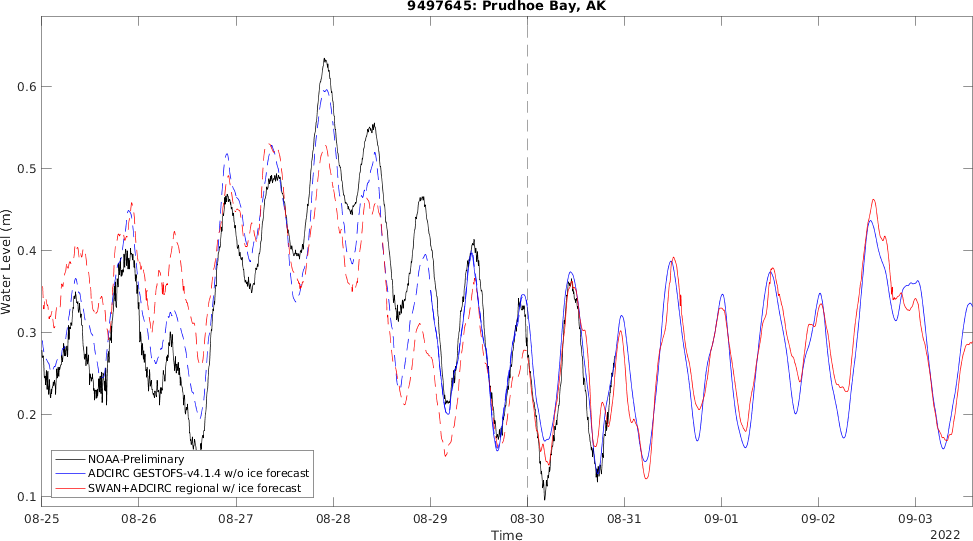 9497645: Prudhoe Bay, AK
Water Level (m)
0.6
0.5
0.4
0.3
0.2
0.1
NOAA-Preliminary
ADCIRC GESTOFS-v4.1.4 w/o ice forecast
SWAN+ADCIRC regional w/ ice forecast
08-25 08-26 08-27 08-28 08-29 08-30 08-31 09-01 09-02 09-03
Time
2022